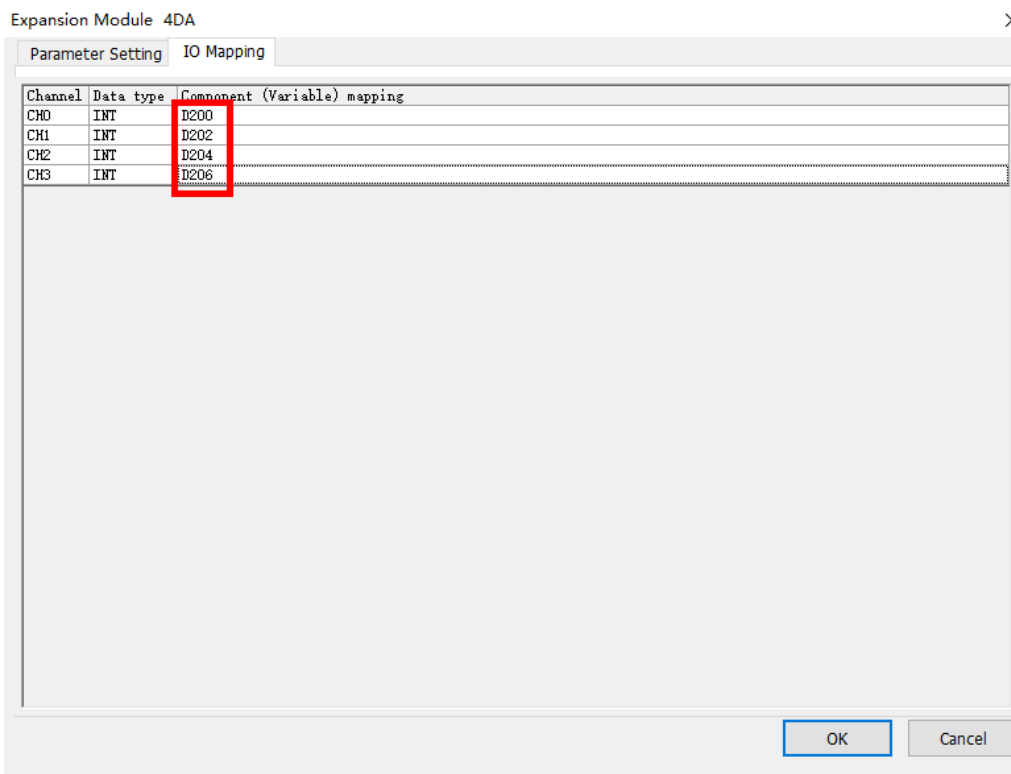 Expansion Module 4DA
Parameter Setting IO Mapping
Channel Data type Component (Variable) mapping
CH0 INT D200
CH1 INT D202
CH2 INT D204
CH3 INT D206
OK Cancel